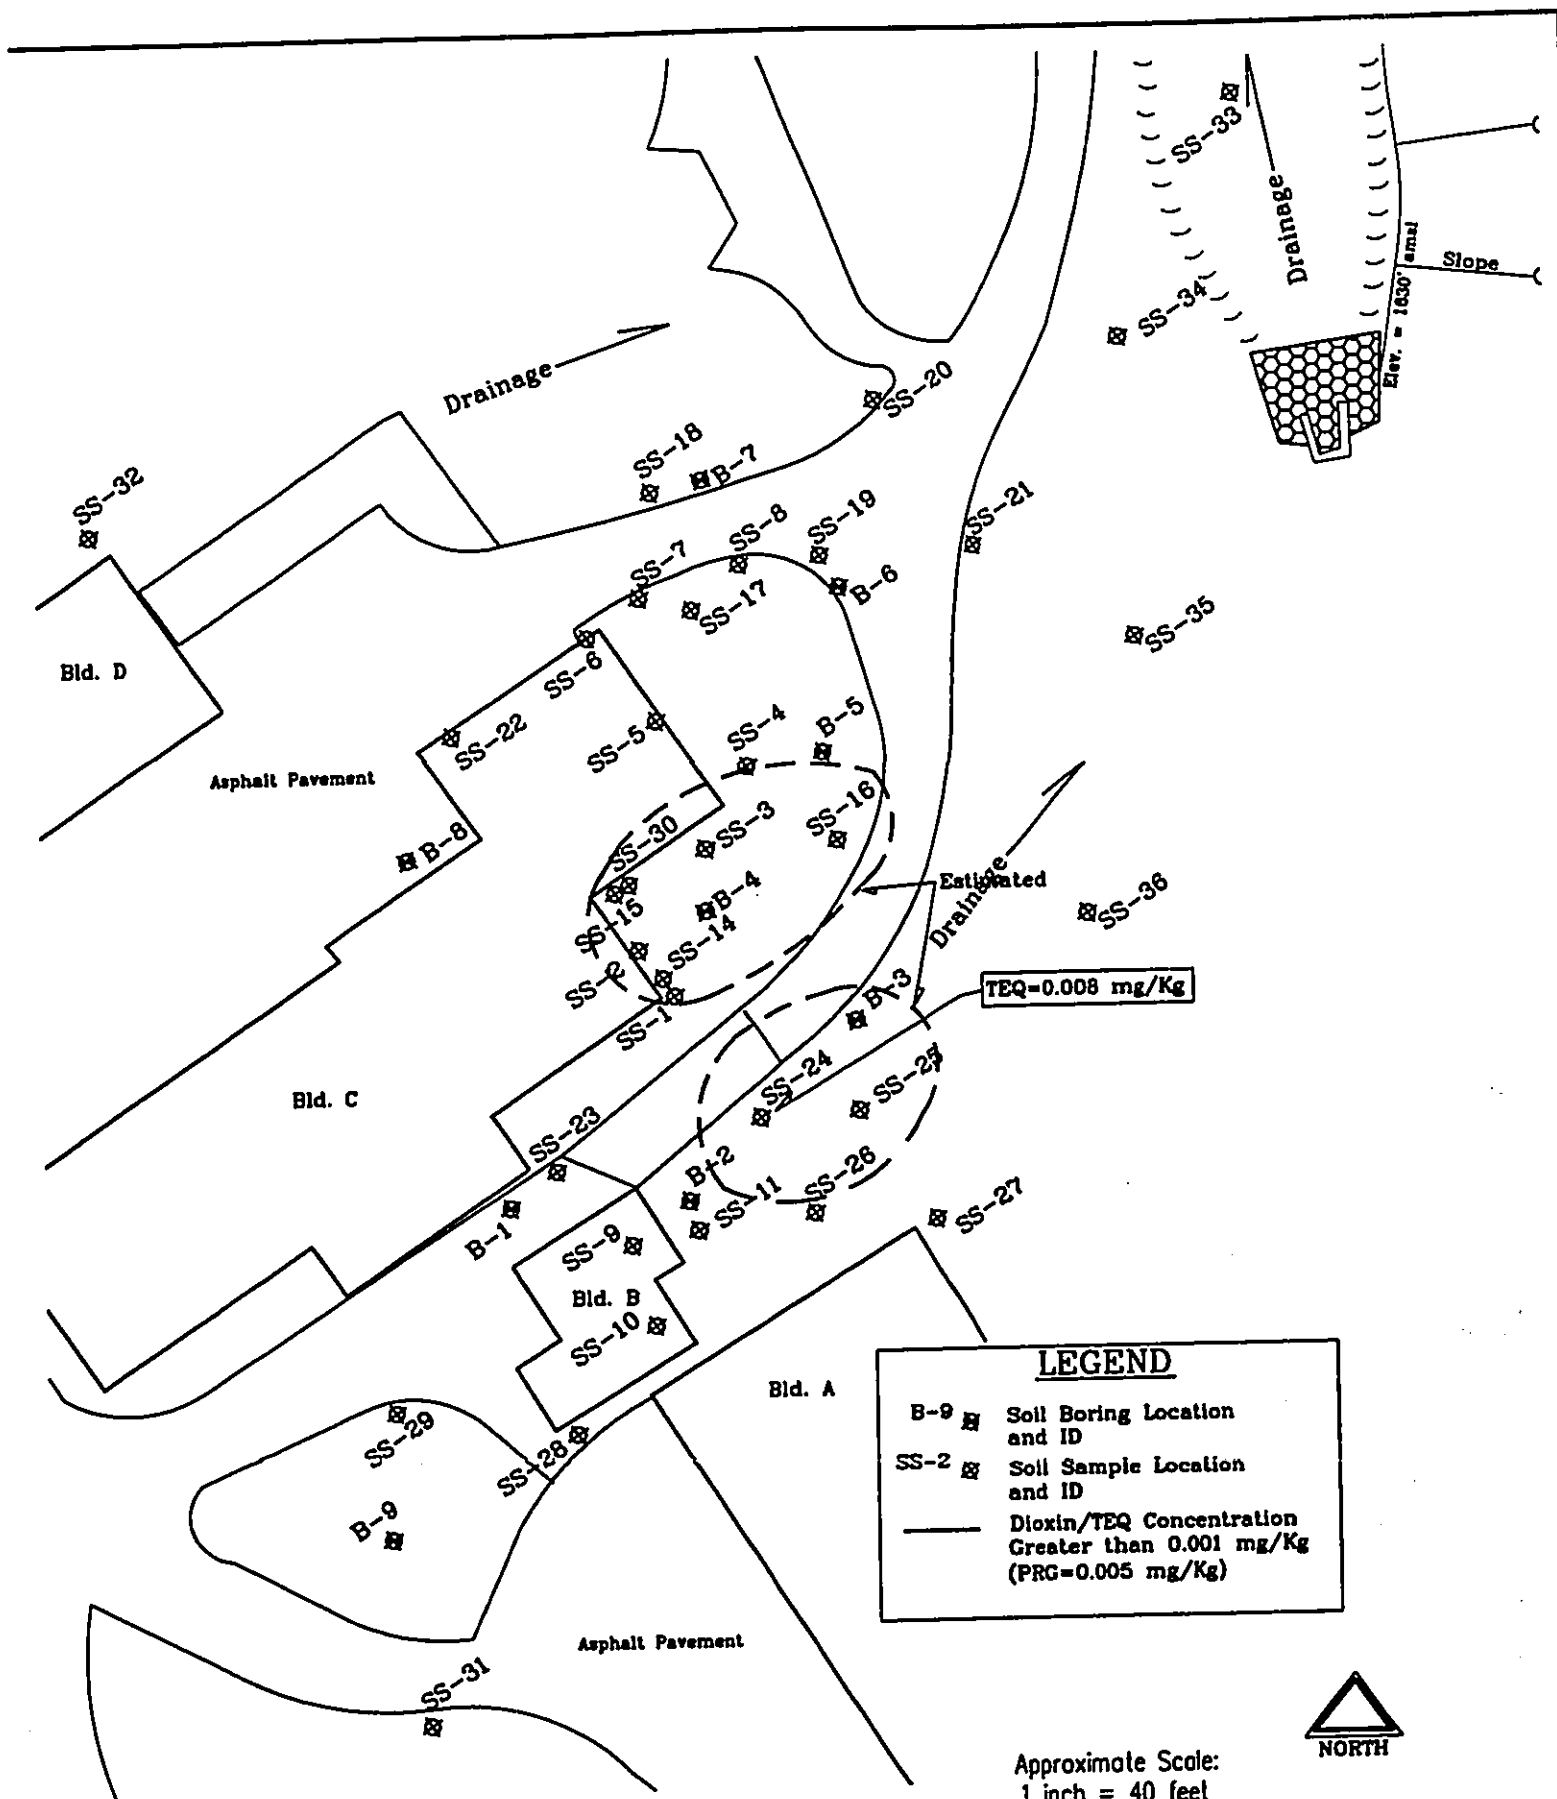 SS-33
Drainage
Slope
Elev. = 1630' amsl
SS-34
Drainage
SS-20
SS-18
B-7
SS-32
SS-21
SS-19
SS-8
SS-7
B-6
SS-17
SS-35
SS-6
Bld. D
SS-22
SS-5
SS-4
B-5
Asphalt Pavement
SS-16
SS-3
SS-30
B-8
Estimated
B-4
SS-15
SS-14
SS-36
Drainage
SS-2
B-3
TEQ=0.008 mg/Kg
SS-1
SS-24
SS-25
Bld. C
SS-23
B-2
SS-26
SS-11
SS-27
B-1
SS-9
Bld. B
SS-10
Bld. A
SS-29
SS-28
B-9
LEGEND
B-9 Soil Boring Location
and ID
SS-2 Soil Sample Location
and ID
Dioxin/TEQ Concentration
Greater than 0.001 mg/Kg
(PRG=0.005 mg/Kg)
Asphalt Pavement
SS-31
NORTH
Approximate Scale:
1 inch = 40 feet